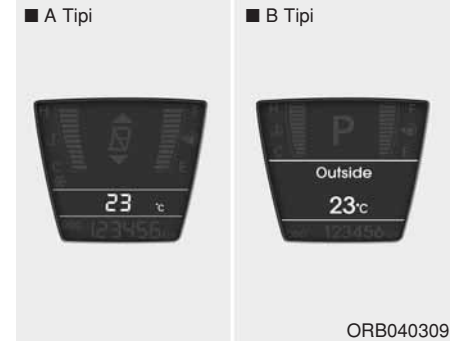 ■ A Tipi
■ B Tipi
H F
C E
23 °C
123456
H F
P
C E
Outside
23°C
123456
ORB040309